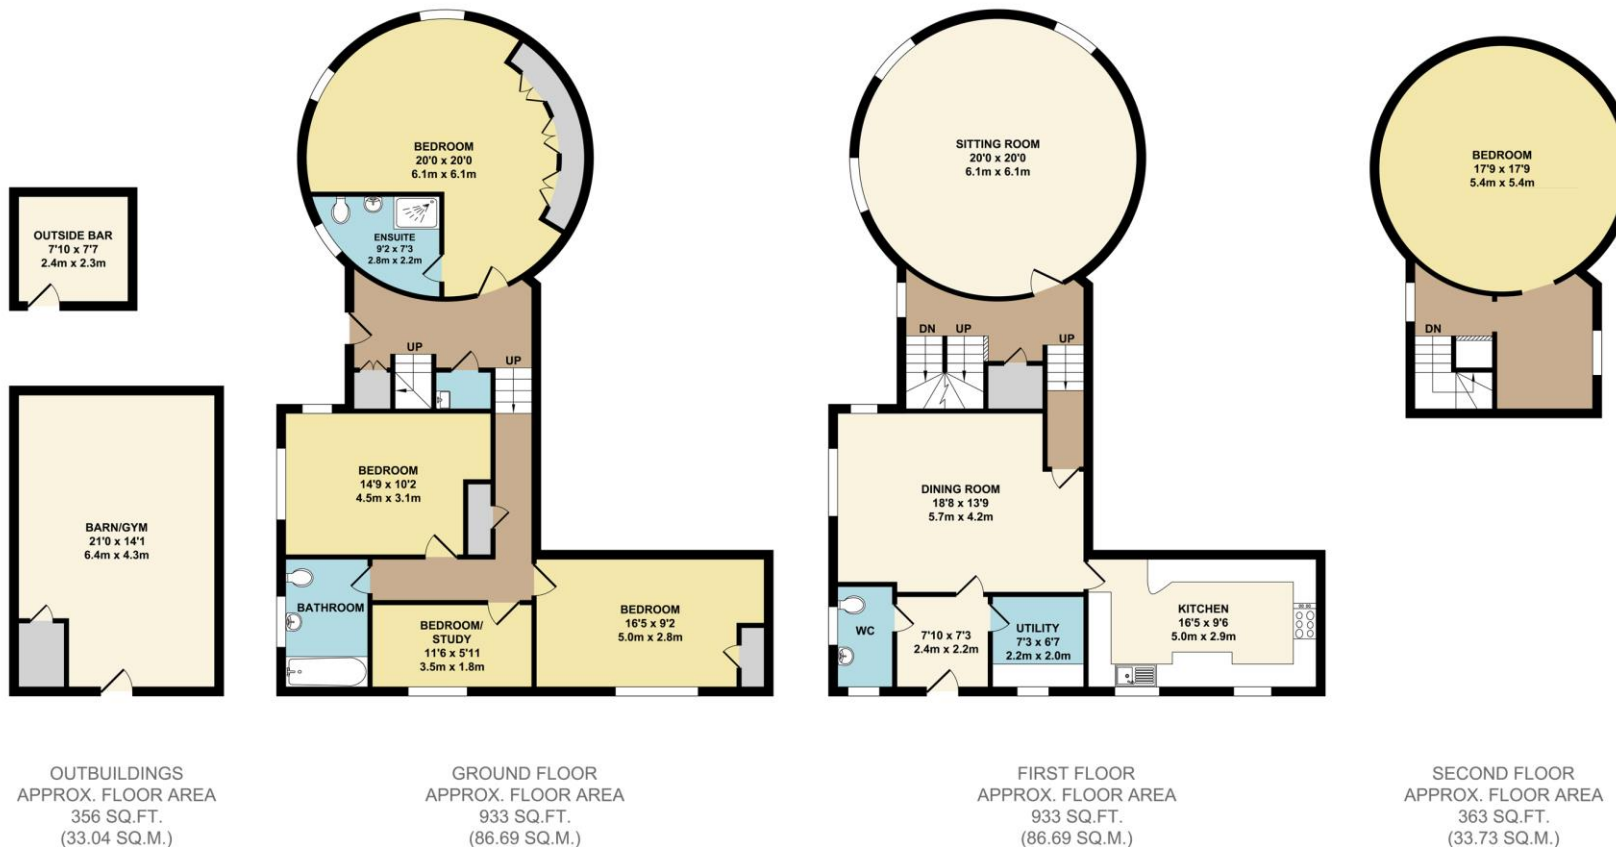 OUTSIDE BAR
7'10 x 7'7
2.4m x 2.3m
BARN/GYM
21'0 x 14'1
6.4m x 4.3m
OUTBUILDINGS
APPROX. FLOOR AREA
356 SQ.FT.
(33.04 SQ.M.)
BEDROOM
20'0 x 20'0
6.1m x 6.1m
ENSUITE
9'2 x 7'3
2.8m x 2.2m
UP
UP
BEDROOM
14'9 x 10'2
4.5m x 3.1m
BATHROOM
BEDROOM/
STUDY
11'6 x 5'11
3.5m x 1.8m
BEDROOM
16'5 x 9'2
5.0m x 2.8m
GROUND FLOOR
APPROX. FLOOR AREA
933 SQ.FT.
(86.69 SQ.M.)
SITTING ROOM
20'0 x 20'0
6.1m x 6.1m
DN
UP
UP
DINING ROOM
18'8 x 13'9
5.7m x 4.2m
WC
7'10 x 7'3
2.4m x 2.2m
UTILITY
7'3 x 6'7
2.2m x 2.0m
KITCHEN
16'5 x 9'6
5.0m x 2.9m
FIRST FLOOR
APPROX. FLOOR AREA
933 SQ.FT.
(86.69 SQ.M.)
BEDROOM
17'9 x 17'9
5.4m x 5.4m
DN
SECOND FLOOR
APPROX. FLOOR AREA
363 SQ.FT.
(33.73 SQ.M.)